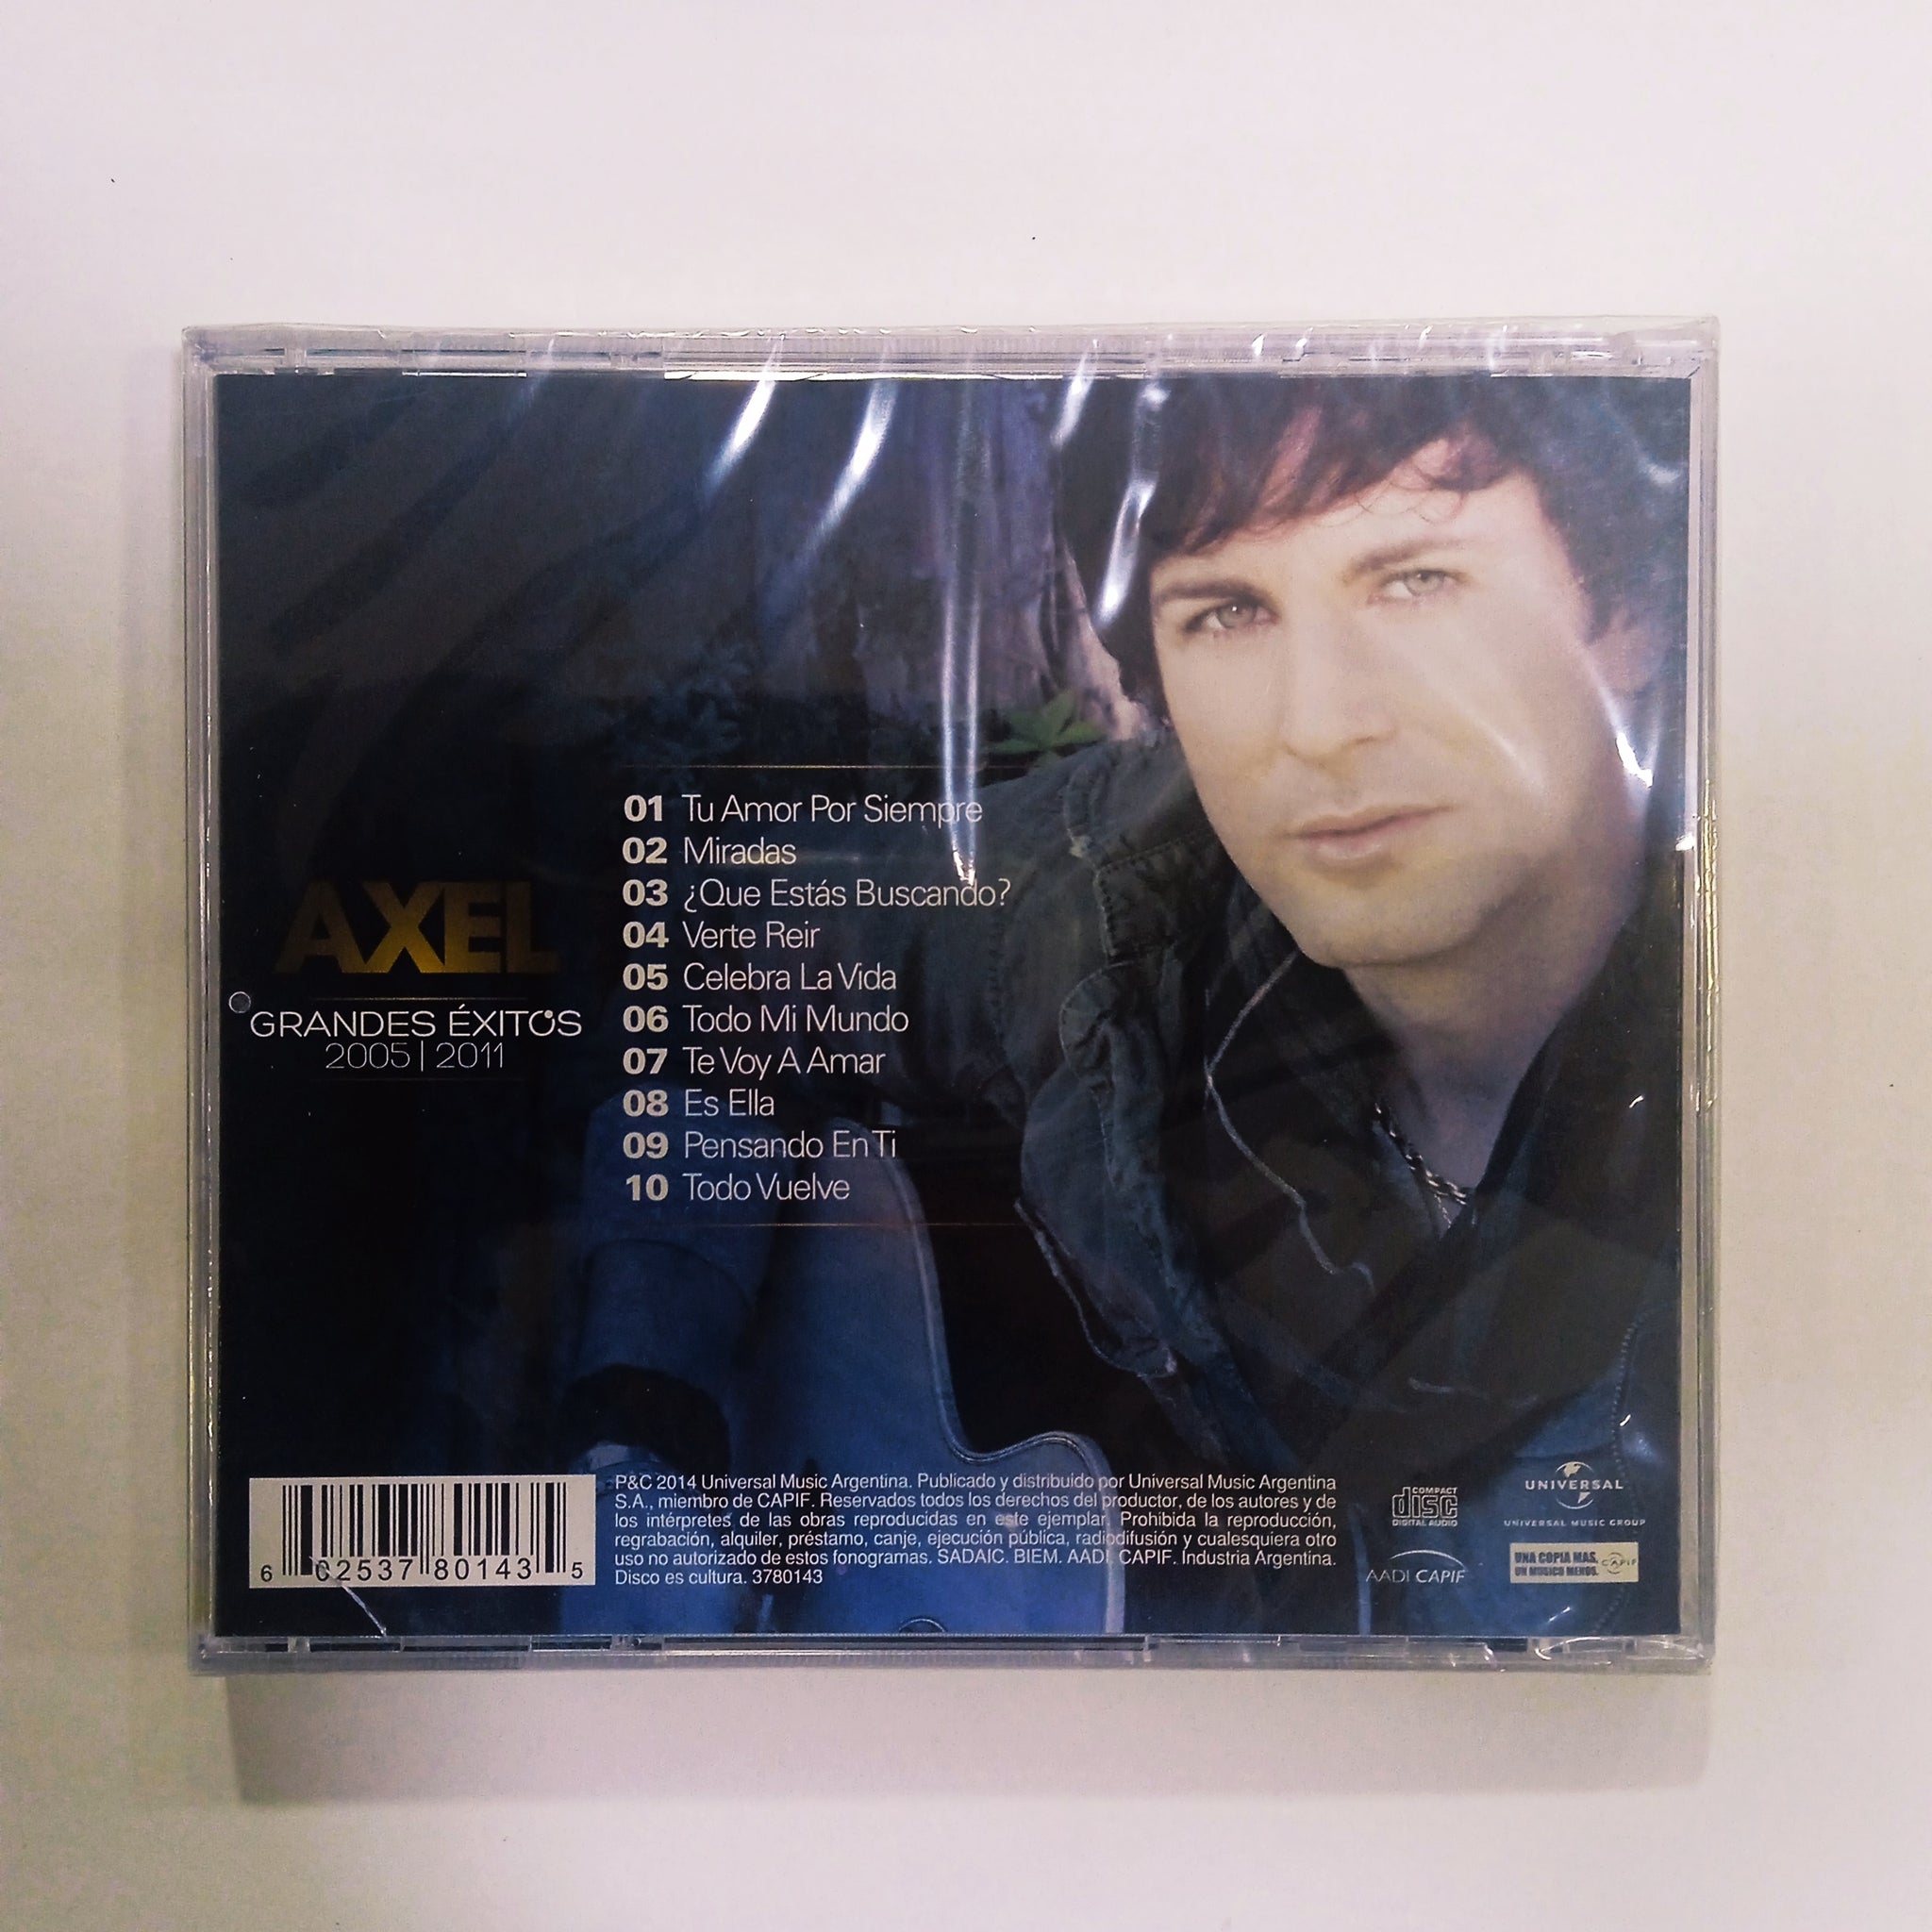 AXEL
GRANDES ÉXITOS
2005 | 2011
01 Tu Amor Por Siempre
02 Miradas
03 ¿Que Estás Buscando?
04 Verte Reir
05 Celebra La Vida
06 Todo Mi Mundo
07 Te Voy A Amar
08 Es Ella
09 Pensando En Ti
10 Todo Vuelve
6 02537 80143 5
P&C 2014 Universal Music Argentina. Publicado y distribuido por Universal Music Argentina
S.A., miembro de CAPIF. Reservados todos los derechos del productor, de los autores y de
los intérpretes de las obras reproducidas en este ejemplar. Prohibida la reproducción,
regrabación, alquiler, préstamo, canje, ejecución pública, radiodifusión y cualesquiera otro
uso no autorizado de estos fonogramas. SADAIC. BIEM. AADI. CAPIF. Industria Argentina.
Disco es cultura. 3780143
COMPACT
disc
DIGITAL AUDIO
UNIVERSAL
UNIVERSAL MUSIC GROUP
AADI CAPIF
UNA COPIA MAS,
UN MUSICO MENOS.
CAPIF